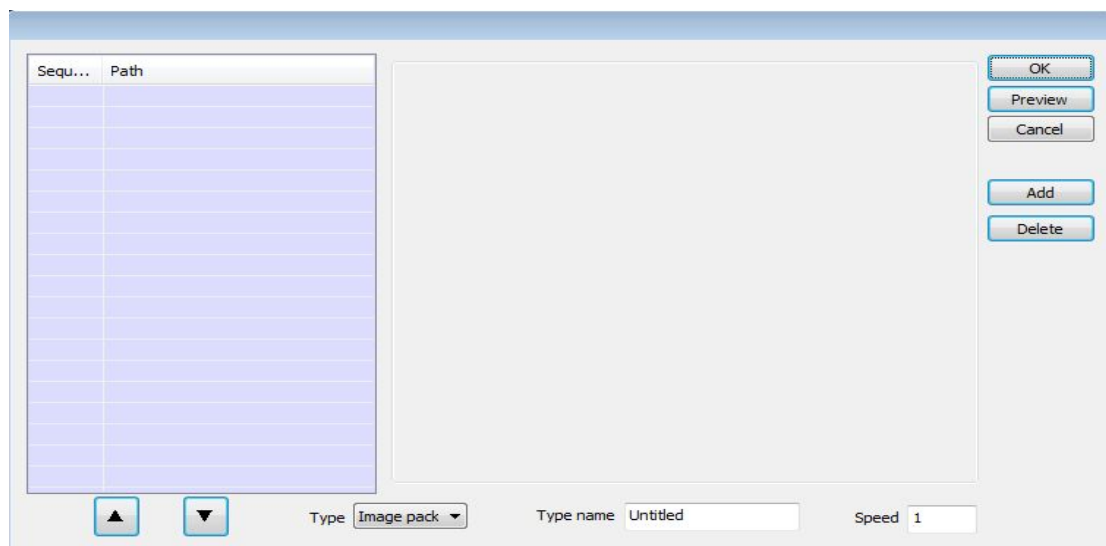 Sequ... Path
OK
Preview
Cancel
Add
Delete
Type Image pack Type name Untitled Speed 1